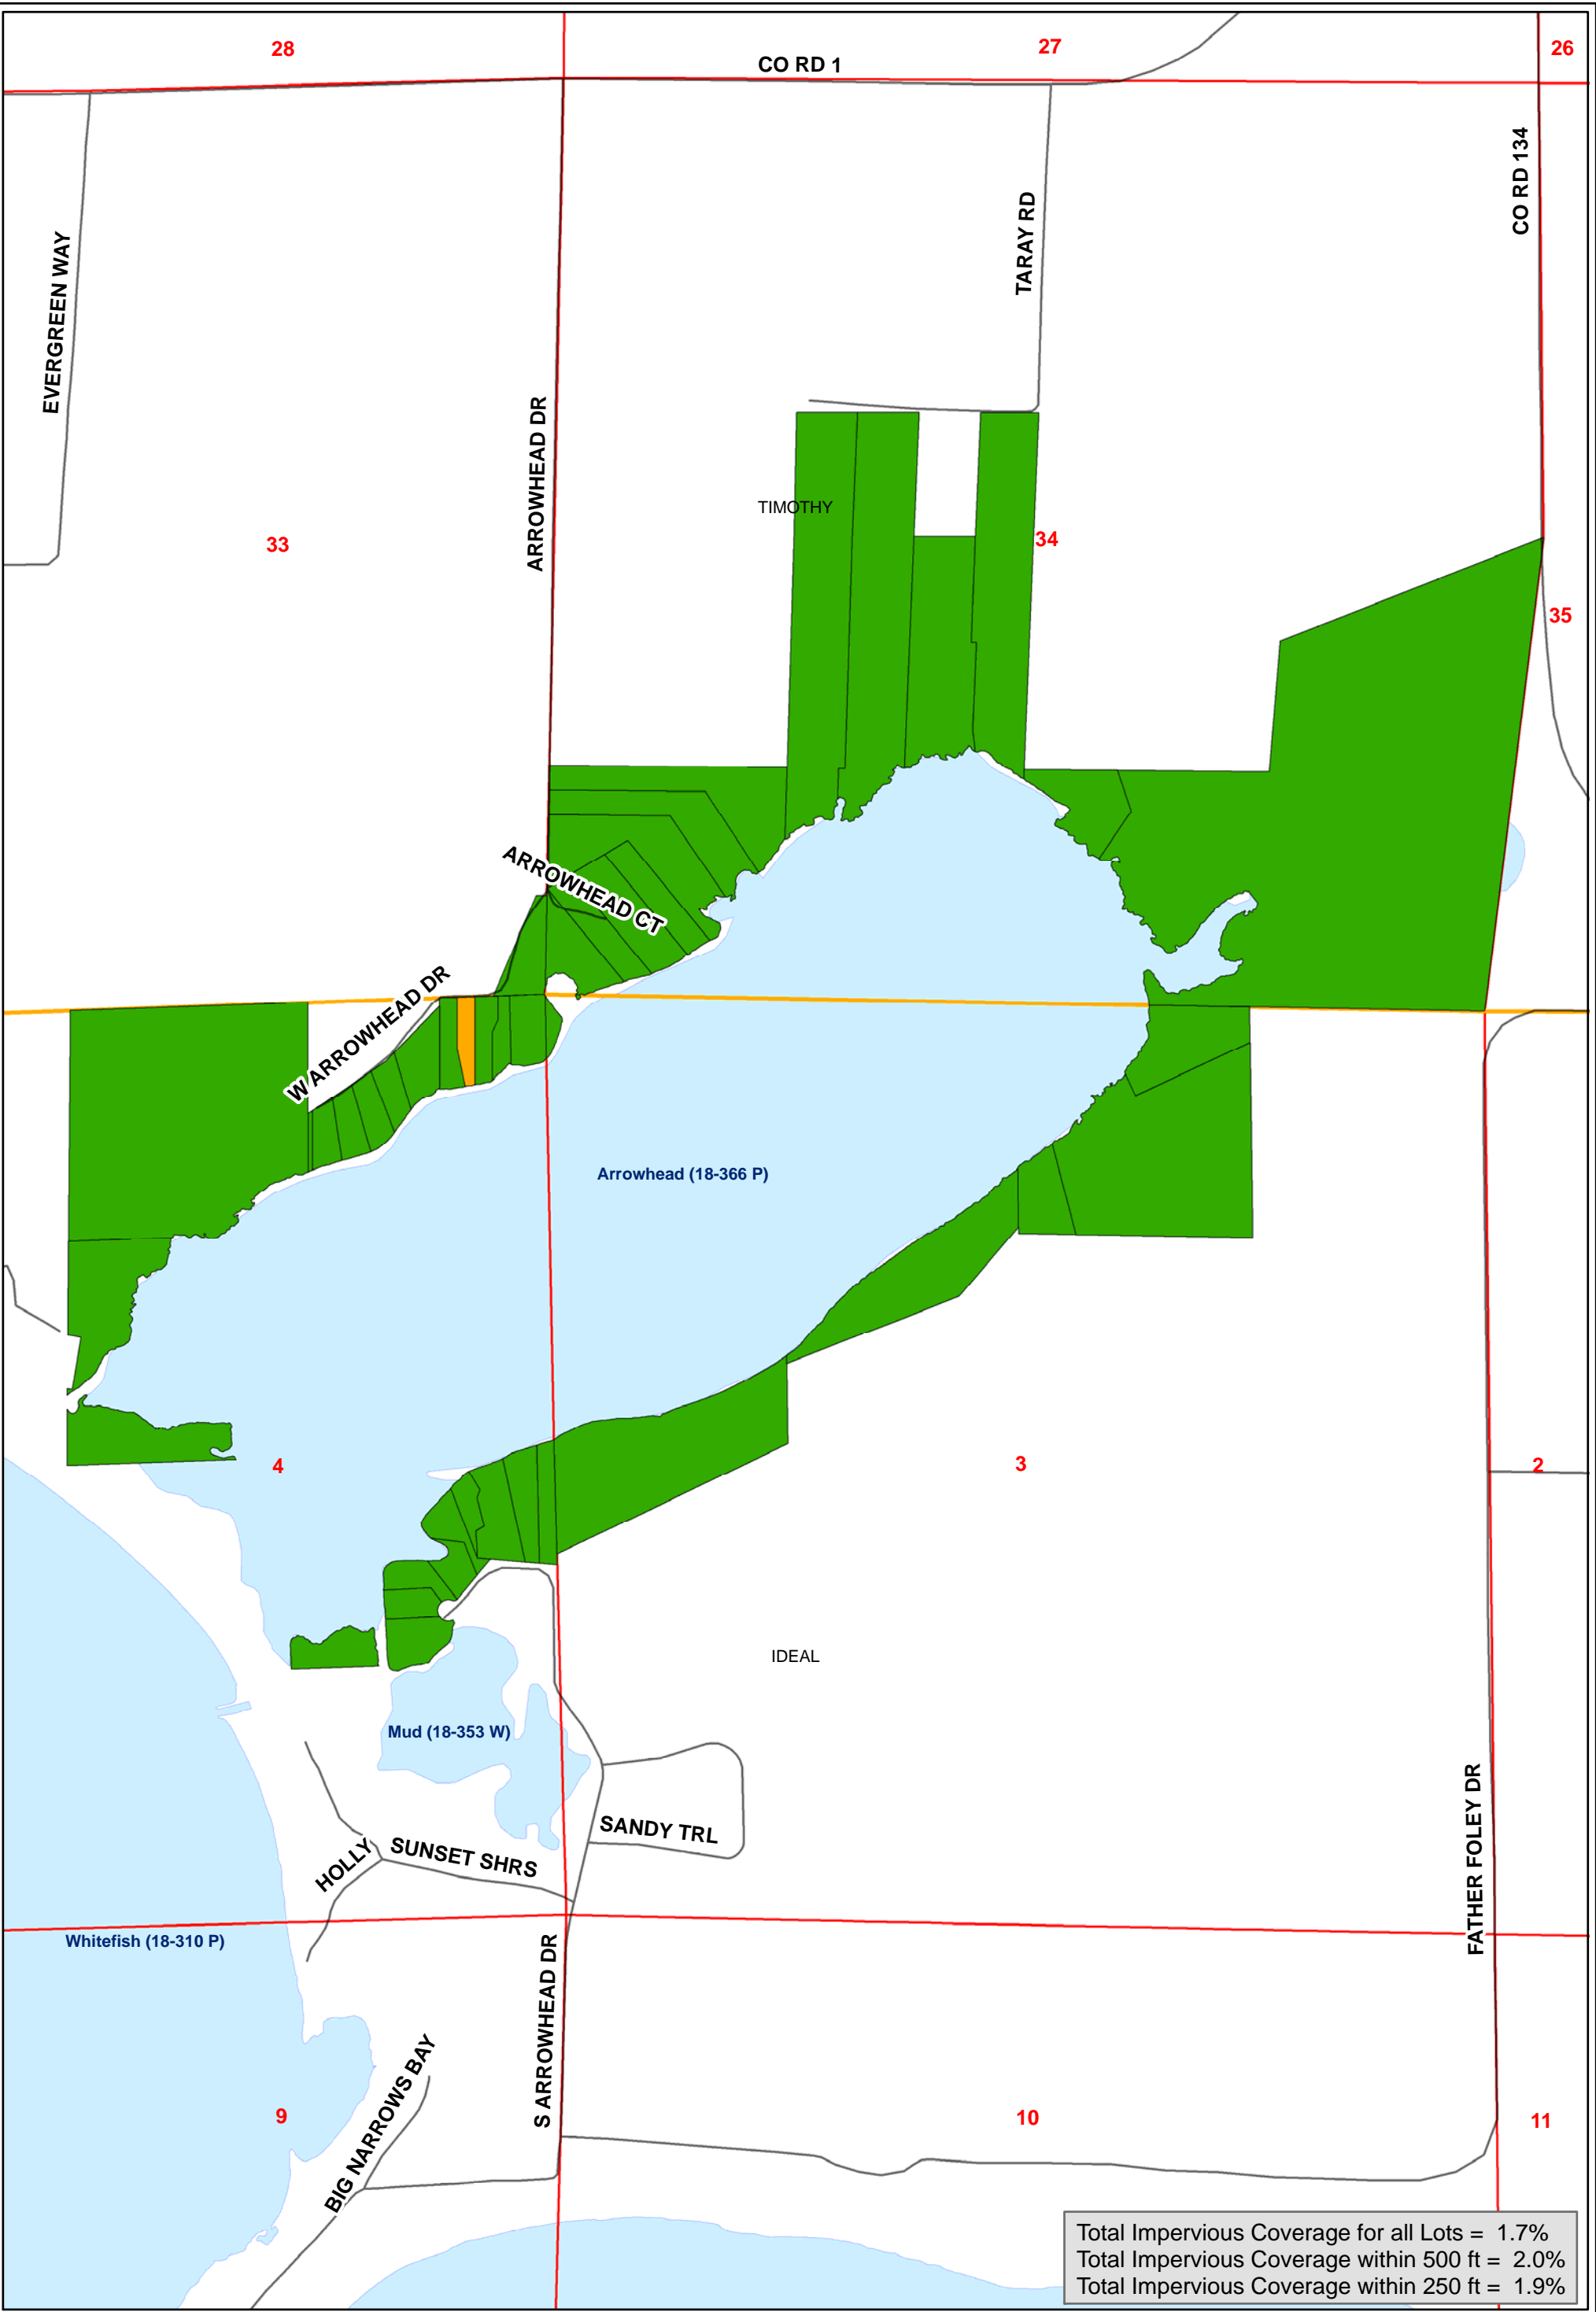 28
27
26
CO RD 1
CO RD 134
EVERGREEN WAY
TARAY RD
ARROWHEAD DR
TIMOTHY
33
34
35
ARROWHEAD CT
W ARROWHEAD DR
Arrowhead (18-366 P)
4
3
2
IDEAL
Mud (18-353 W)
SANDY TRL
SUNSET SHRS
HOLLY
FATHER FOLEY DR
Whitefish (18-310 P)
S ARROWHEAD DR
BIG NARROWS BAY
9
10
11
Total Impervious Coverage for all Lots = 1.7%
Total Impervious Coverage within 500 ft = 2.0%
Total Impervious Coverage within 250 ft = 1.9%